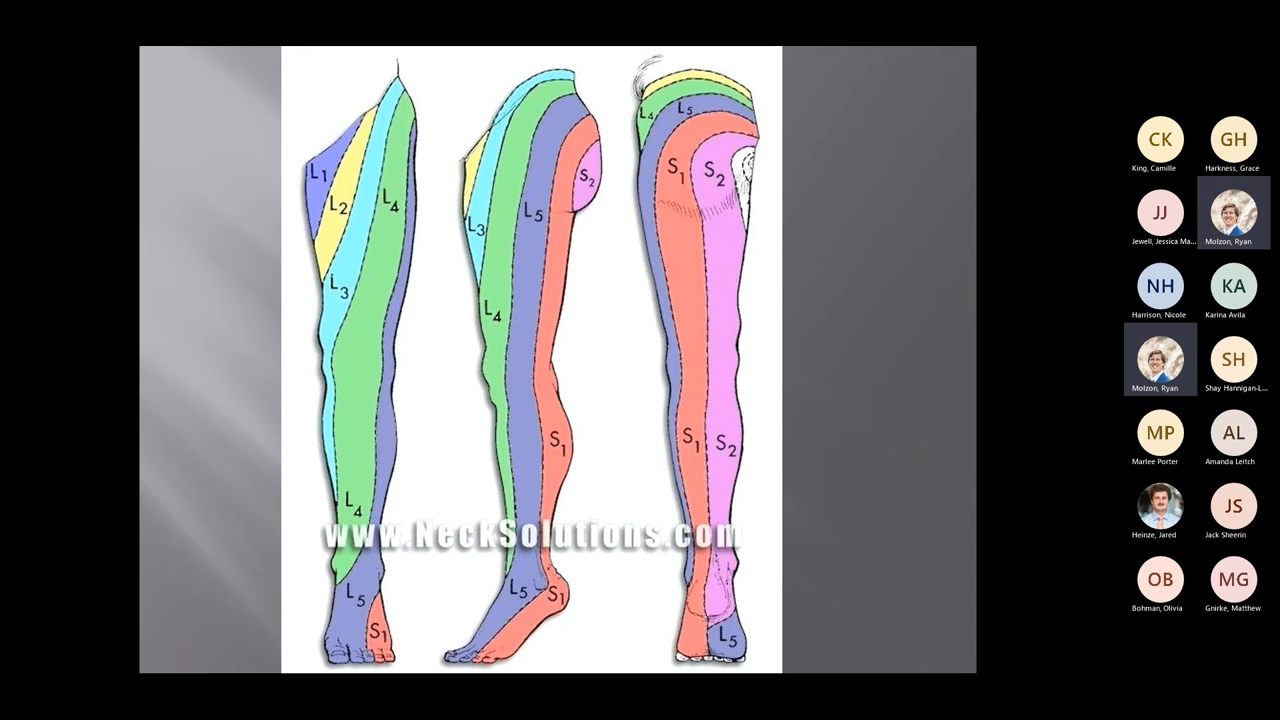 L1
L2
L4
L3
L4
L5
S1
L3
L4
L5
S2
S1
L5
S1
L4
L5
S1
S2
S1
S2
L5
www.NeckSolutions.com
CK
King, Camille
GH
Harkness, Grace
JJ
Jewell, Jessica Ma...
Molzon, Ryan
NH
Harrison, Nicole
KA
Karina Avila
Molzon, Ryan
SH
Shay Hannigan-L...
MP
Marlee Porter
AL
Amanda Leitch
Heinze, Jared
JS
Jack Sheerin
OB
Bohman, Olivia
MG
Gnirke, Matthew